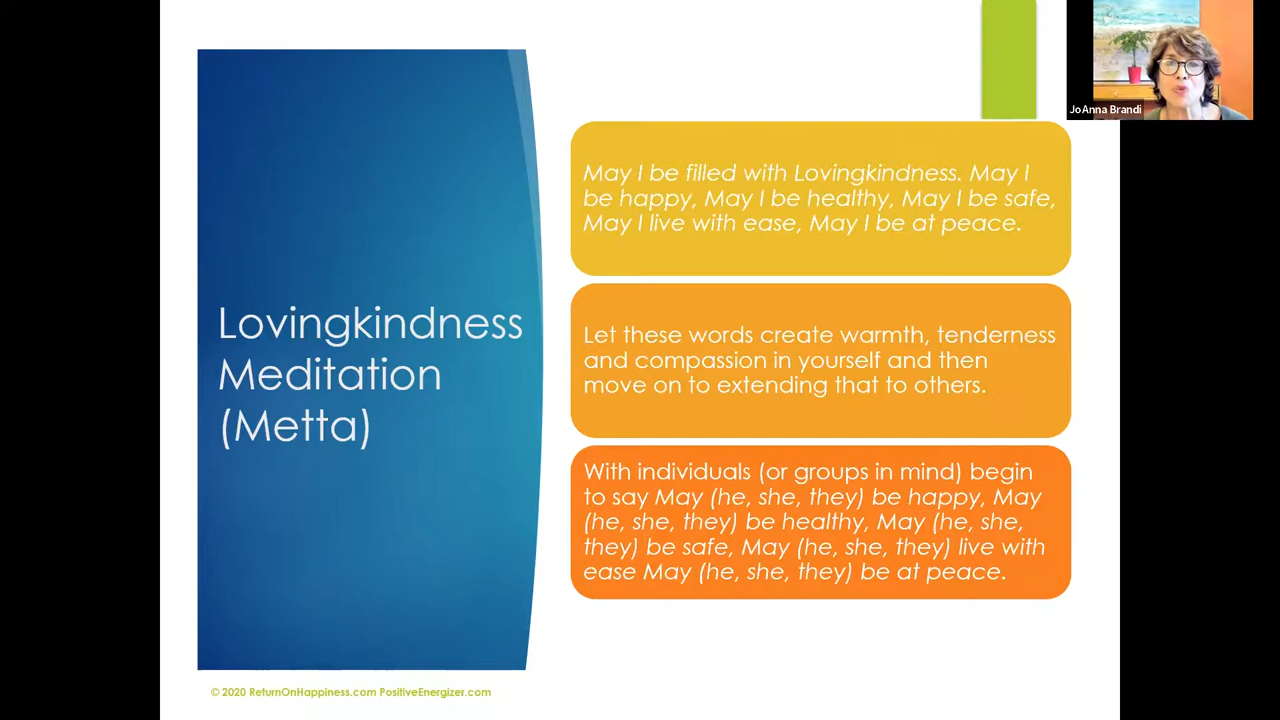 JoAnna Brandi
Lovingkindness
Meditation
(Metta)
May I be filled with Lovingkindness. May I
be happy, May I be healthy, May I be safe,
May I live with ease, May I be at peace.
Let these words create warmth, tenderness
and compassion in yourself and then
move on to extending that to others.
With individuals (or groups in mind) begin
to say May (he, she, they) be happy, May
(he, she, they) be healthy, May (he, she,
they) be safe, May (he, she, they) live with
ease May (he, she, they) be at peace.
© 2020 ReturnOnHappiness.com PositiveEnergizer.com